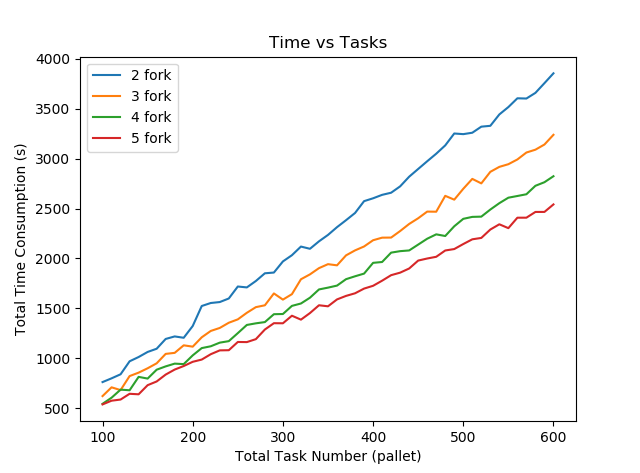 Time vs Tasks
4000
3500
3000
2500
2000
1500
1000
500
Total Time Consumption (s)
2 fork
3 fork
4 fork
5 fork
100 200 300 400 500 600
Total Task Number (pallet)